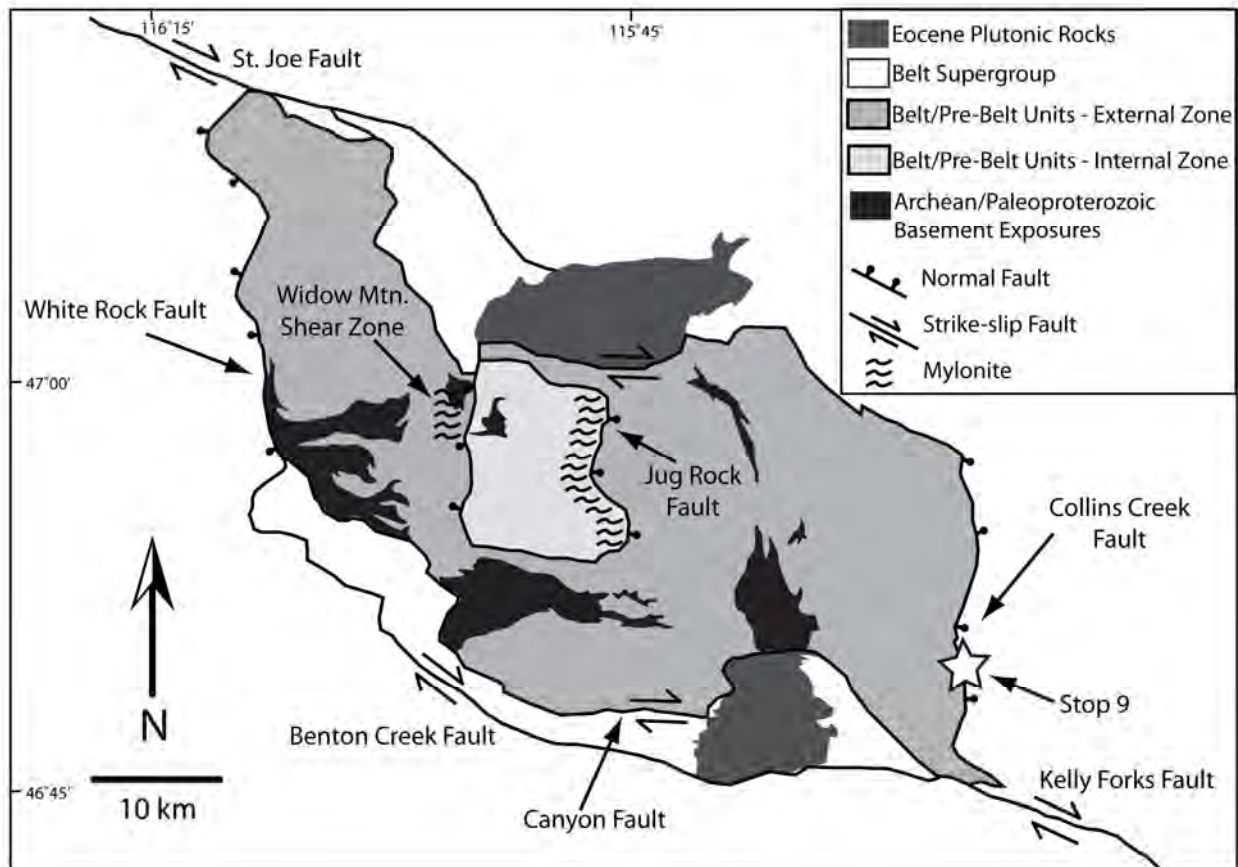 116°15'
115°45'
St. Joe Fault
Eocene Plutonic Rocks
Belt Supergroup
Belt/Pre-Belt Units - External Zone
Belt/Pre-Belt Units - Internal Zone
Archean/Paleoproterozoic
Basement Exposures
Normal Fault
Strike-slip Fault
Mylonite
White Rock Fault
Widow Mtn.
Shear Zone
47°00'
Jug Rock
Fault
Collins Creek
Fault
Stop 9
N
Benton Creek Fault
Kelly Forks Fault
46°45'
10 km
Canyon Fault